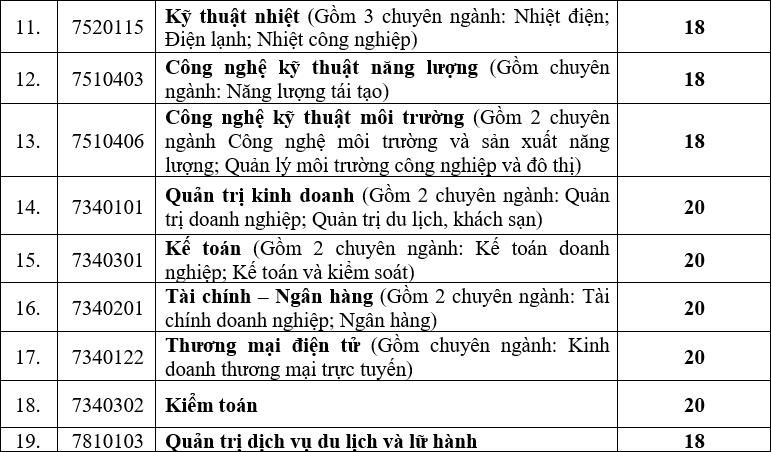 11. 7520115 Kỹ thuật nhiệt (Gồm 3 chuyên ngành: Nhiệt điện; 18
Điện lạnh; Nhiệt công nghiệp)
12. 7510403 Công nghệ kỹ thuật năng lượng (Gồm chuyên 18
ngành: Năng lượng tái tạo)
13. 7510406 Công nghệ kỹ thuật môi trường (Gồm 2 chuyên 18
ngành Công nghệ môi trường và sản xuất năng
lượng; Quản lý môi trường công nghiệp và đô thị)
14. 7340101 Quản trị kinh doanh (Gồm 2 chuyên ngành: Quản 20
trị doanh nghiệp; Quản trị du lịch, khách sạn)
15. 7340301 Kế toán (Gồm 2 chuyên ngành: Kế toán doanh 20
nghiệp; Kế toán và kiểm soát)
16. 7340201 Tài chính – Ngân hàng (Gồm 2 chuyên ngành: Tài 20
chính doanh nghiệp; Ngân hàng)
17. 7340122 Thương mại điện tử (Gồm chuyên ngành: Kinh 20
doanh thương mại trực tuyến)
18. 7340302 Kiểm toán 20
19. 7810103 Quản trị dịch vụ du lịch và lữ hành 18